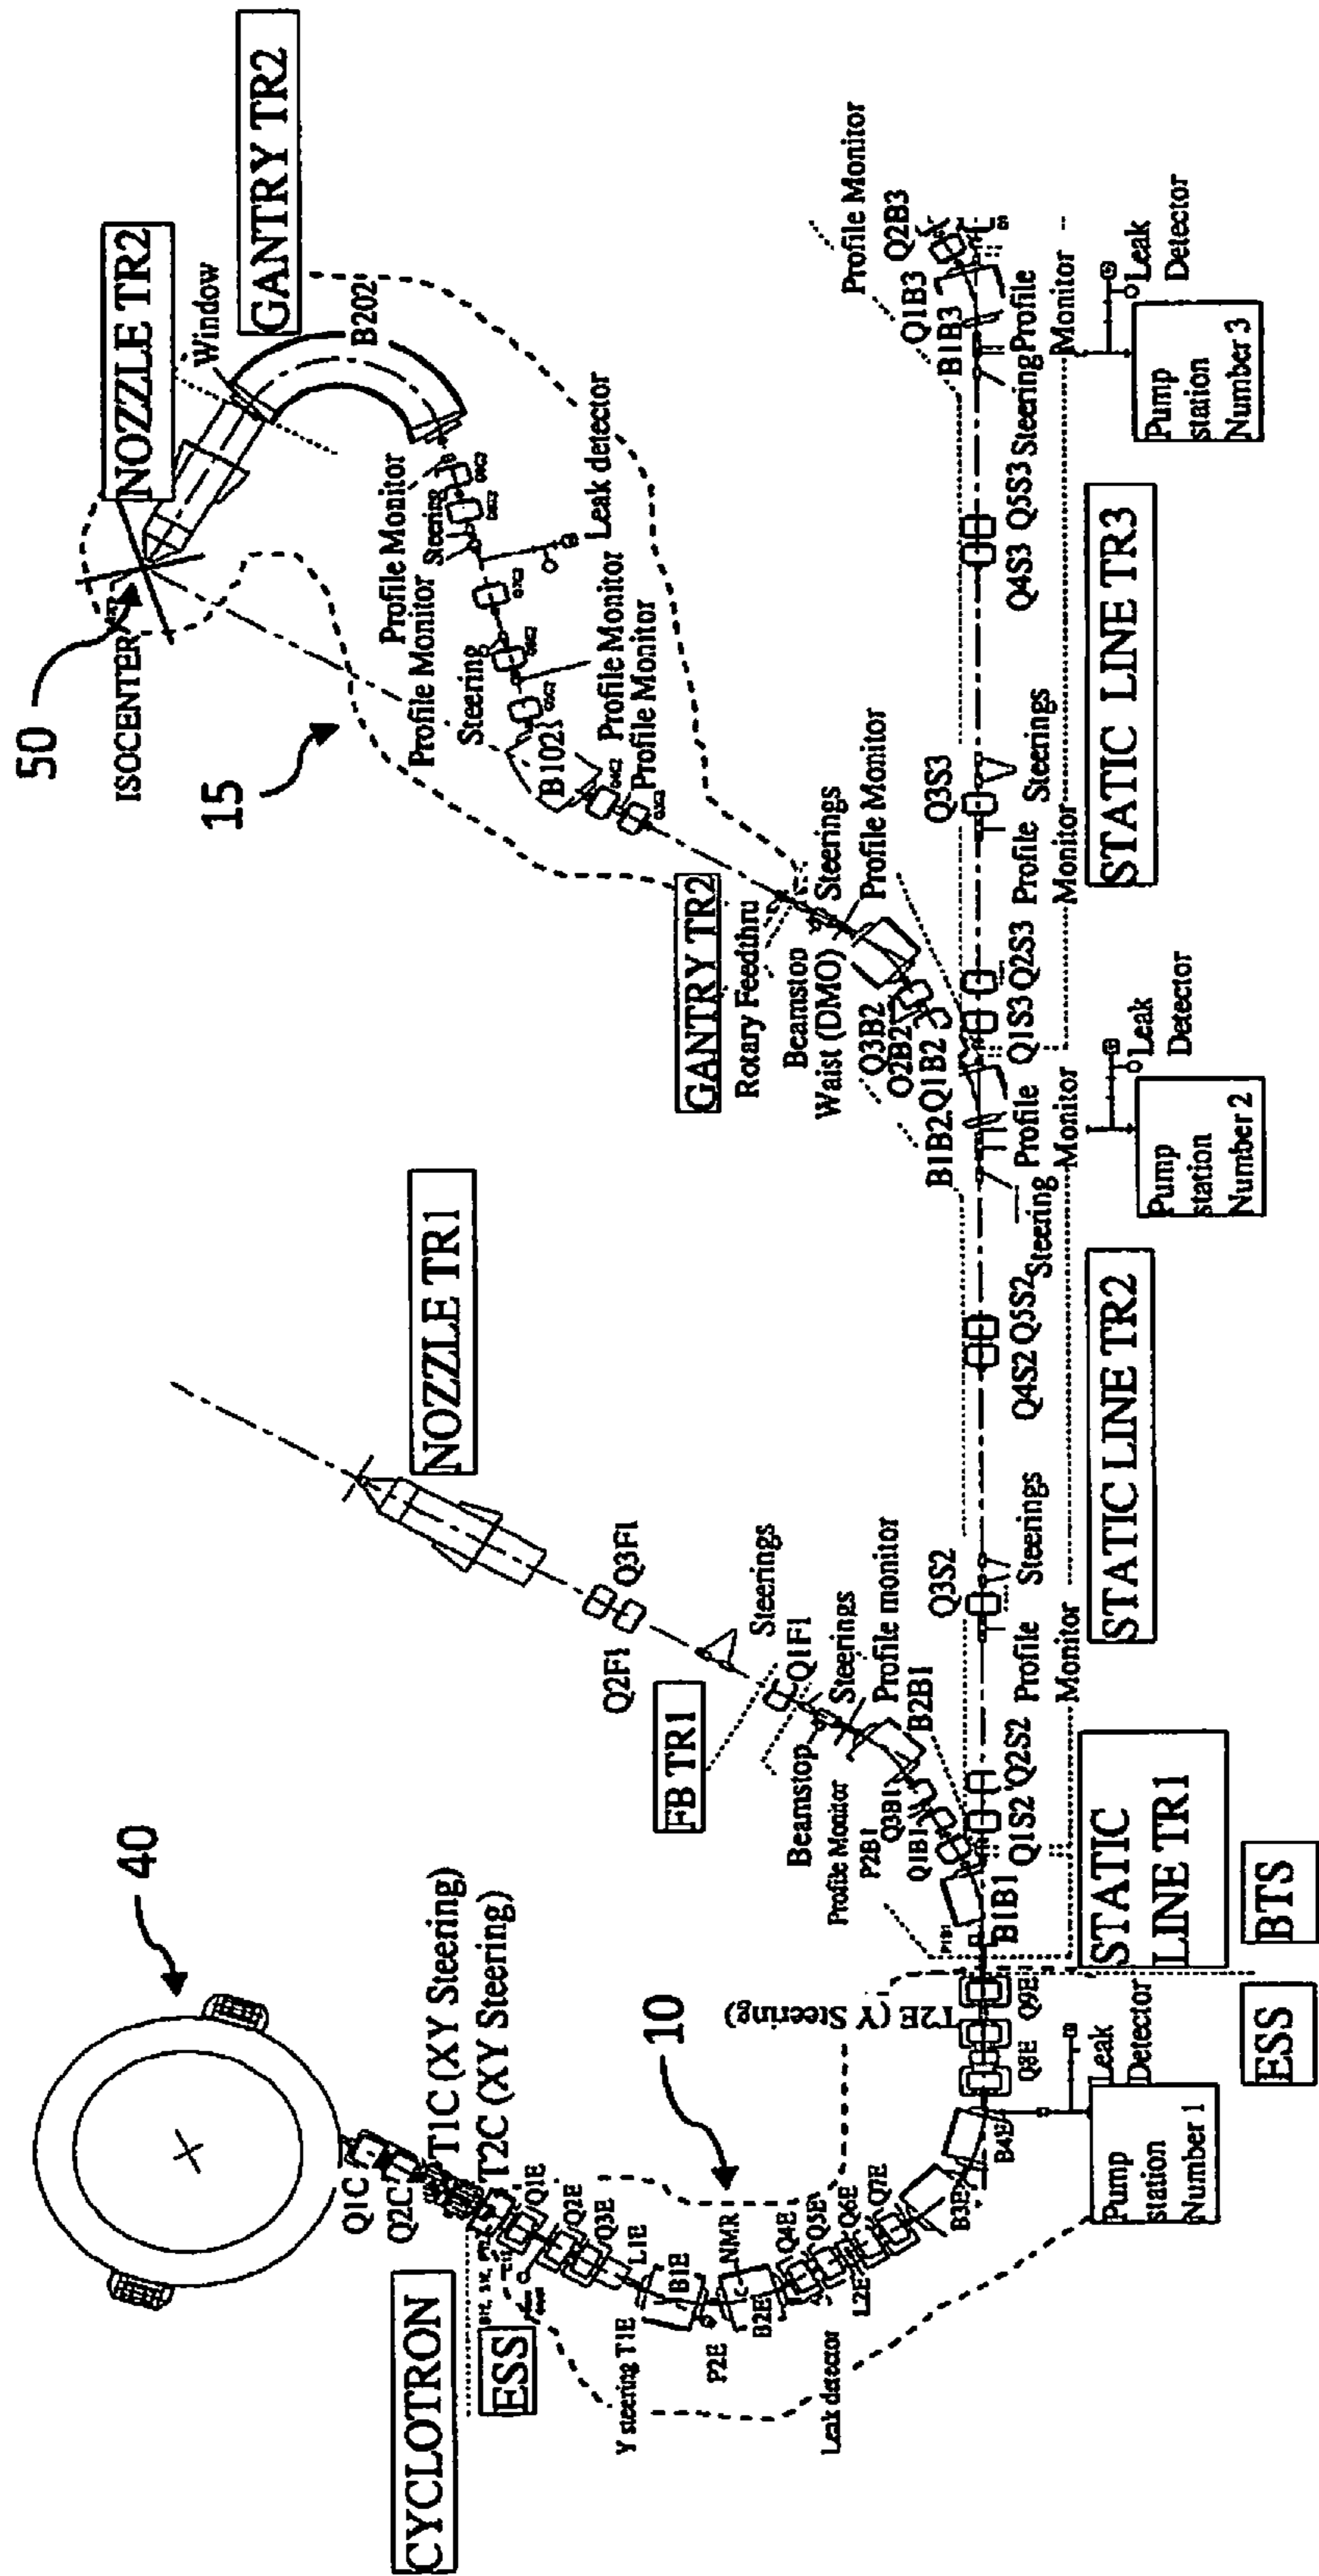 CYCLOTRON
40
Q1C
Q2C
T1C (XY Steering)
T2C (XY Steering)
ESS
Q1E
Q2E
Q3E
L1E
Y steering T1E
B1E
P2E
NMR
B2E
10
Q4E
Q5E
Q6E
L2E
Q7E
Leak detector
B3E
B4E
T2E (Y Steering)
Q8E
Q9E
Pump
station
Number 1
Leak
Detector
ESS
BTS
STATIC
LINE TR1
P1B1
B1B1
Q1B1
P2B1
Q3B1
Profile Monitor
B2B1
Beamstop
Profile monitor
Steerings
Q1F1
FB TR1
Steerings
Q2F1
Q3F1
NOZZLE TR1
Q1S2
Q2S2
Profile
Monitor
Q3S2
Steerings
STATIC LINE TR2
Q4S2
Q5S2
Steering
Profile
Monitor
Pump
station
Number 2
Leak
Detector
B1B2
Q1B2
O2B2
Q3B2
Waist (DMO)
Beamstop
Rotary Feedthru
GANTRY TR2
Steerings
Profile Monitor
Q1S3
Q2S3
Profile
Monitor
Q3S3
Steerings
STATIC LINE TR3
Q4S3
Q5S3
Steering
Profile
Monitor
Pump
station
Number 3
Leak
Detector
B1B3
Q1B3
Q2B3
Profile Monitor
15
B102
Profile Monitor
Profile Monitor
Steering
Profile Monitor
Profile Monitor
Steering
Leak detector
B202
Window
GANTRY TR2
NOZZLE TR2
ISOCENTER
50